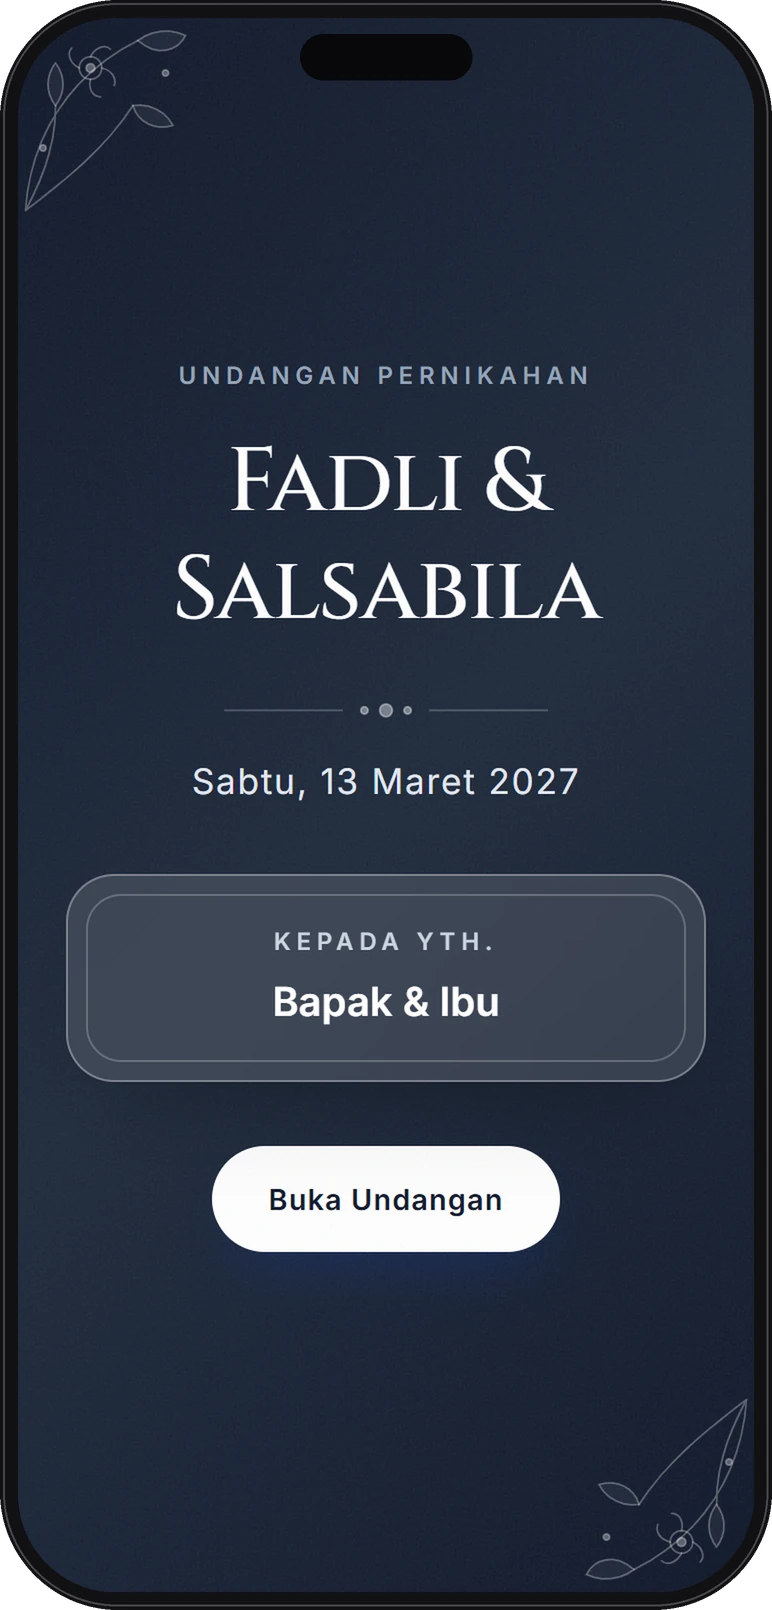 UNDANGAN PERNIKAHAN
FADLI &
SALSABILA
Sabtu, 13 Maret 2027
KEPADA YTH.
Bapak & Ibu
Buka Undangan